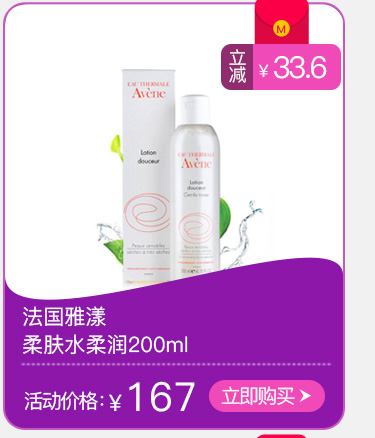 M
立减
¥ 33.6
EAU THERMALE
Avène
Lotion
douceur
EAU THERMALE
Avène
Lotion
douceur
Gentle toner
Peaux sensibles
法国雅漾
柔肤水柔润200ml
活动价格:¥167
立即购买